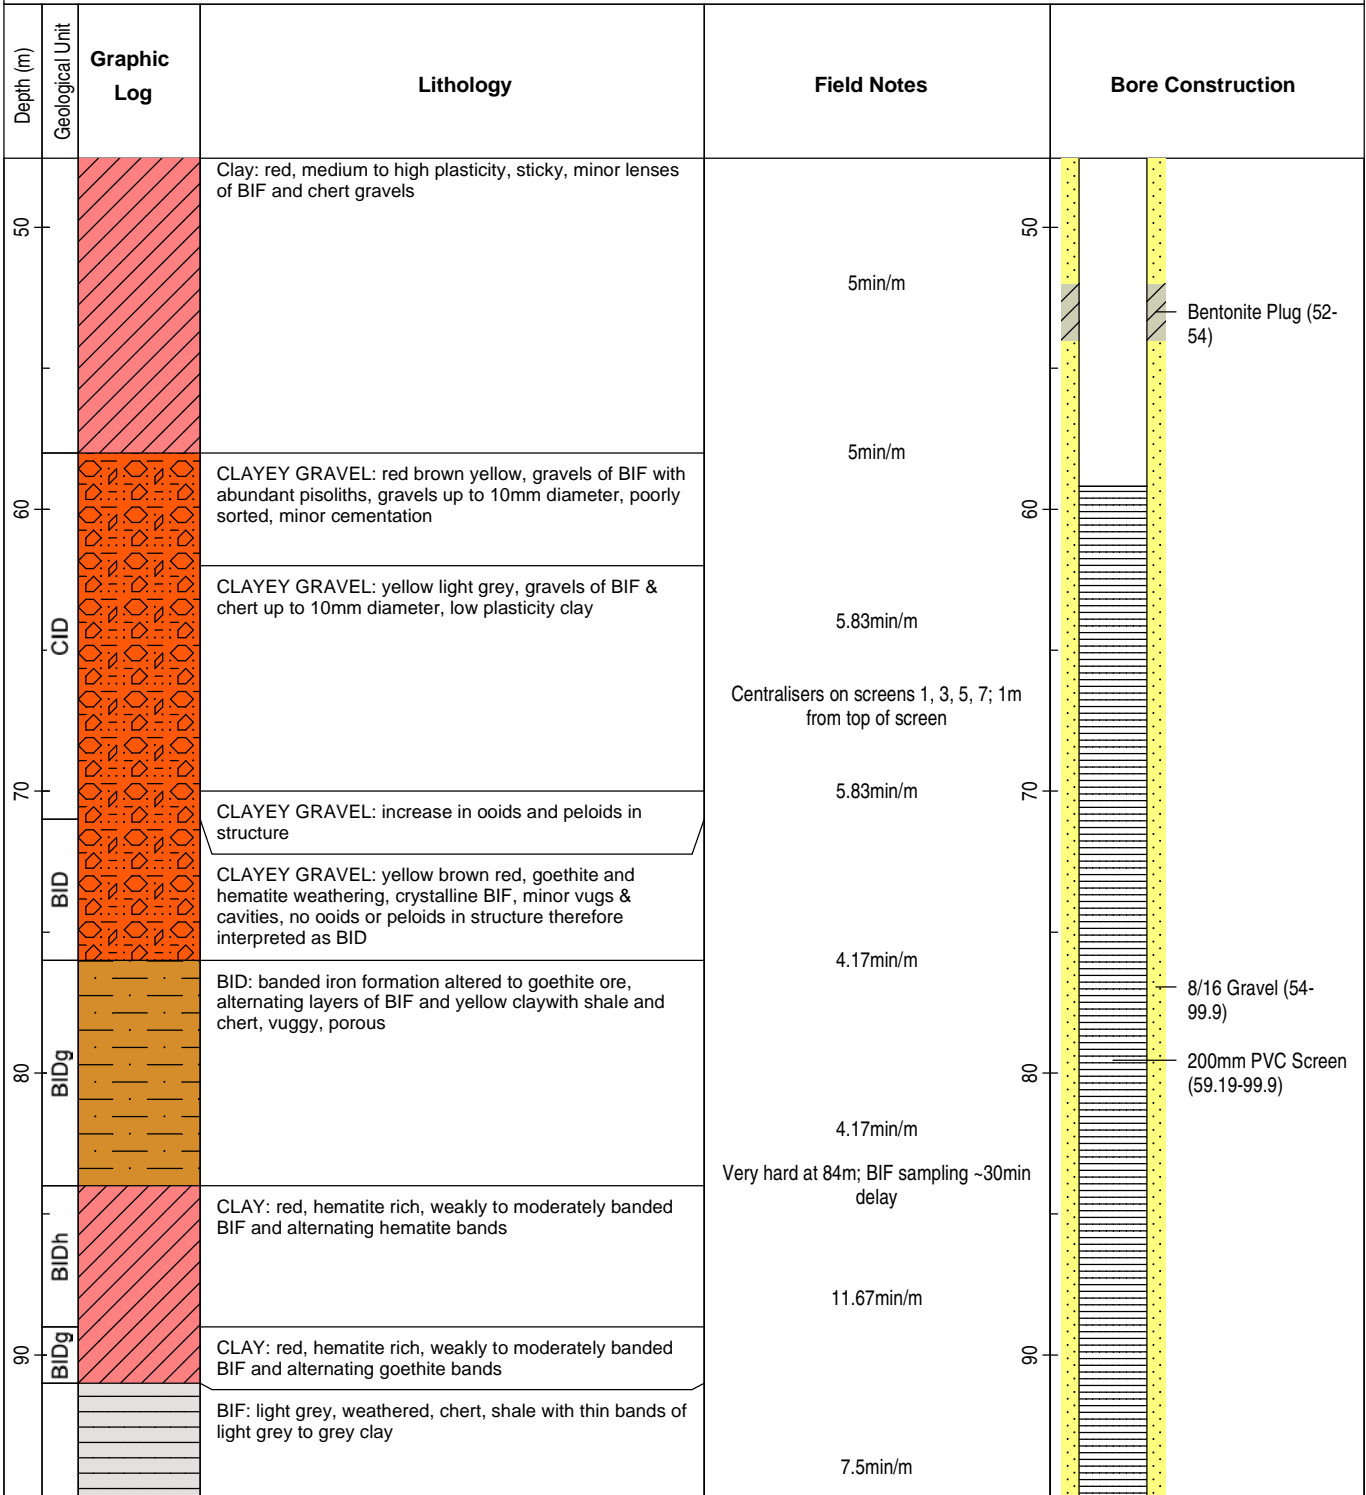 Depth (m)
Geological Unit
Graphic
Log
Lithology
Field Notes
Bore Construction
Clay: red, medium to high plasticity, sticky, minor lenses
of BIF and chert gravels
50
50
5min/m
Bentonite Plug (52-
54)
5min/m
CLAYEY GRAVEL: red brown yellow, gravels of BIF with
abundant pisoliths, gravels up to 10mm diameter, poorly
sorted, minor cementation
60
60
CLAYEY GRAVEL: yellow light grey, gravels of BIF &
chert up to 10mm diameter, low plasticity clay
5.83min/m
CID
Centralisers on screens 1, 3, 5, 7; 1m
from top of screen
70
5.83min/m
70
CLAYEY GRAVEL: increase in ooids and peloids in
structure
BID
CLAYEY GRAVEL: yellow brown red, goethite and
hematite weathering, crystalline BIF, minor vugs &
cavities, no ooids or peloids in structure therefore
interpreted as BID
4.17min/m
BID: banded iron formation altered to goethite ore,
alternating layers of BIF and yellow claywith shale and
chert, vuggy, porous
8/16 Gravel (54-
99.9)
BIDg
80
80
200mm PVC Screen
(59.19-99.9)
4.17min/m
Very hard at 84m; BIF sampling ~30min
delay
CLAY: red, hematite rich, weakly to moderately banded
BIF and alternating hematite bands
BIDh
11.67min/m
BIDg
90
90
CLAY: red, hematite rich, weakly to moderately banded
BIF and alternating goethite bands
BIF: light grey, weathered, chert, shale with thin bands of
light grey to grey clay
7.5min/m